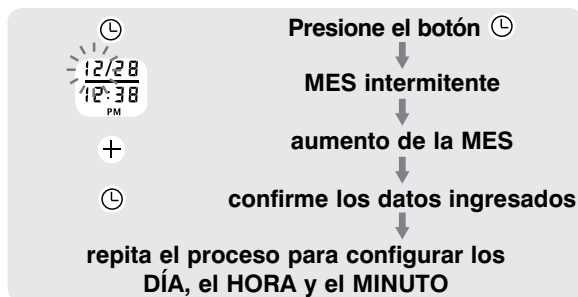 Presione el botón
12/28
12:38
PM
MES intermitente
+
aumento de la MES
confirme los datos ingresados
repita el proceso para configurar los
DÍA, el HORA y el MINUTO